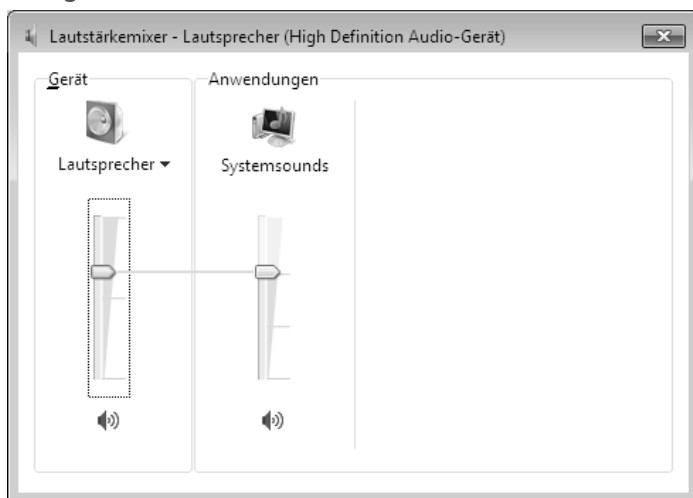 Lautstärkemixer - Lautsprecher (High Definition Audio-Gerät)
Gerät
Anwendungen
Lautsprecher
Systemsounds